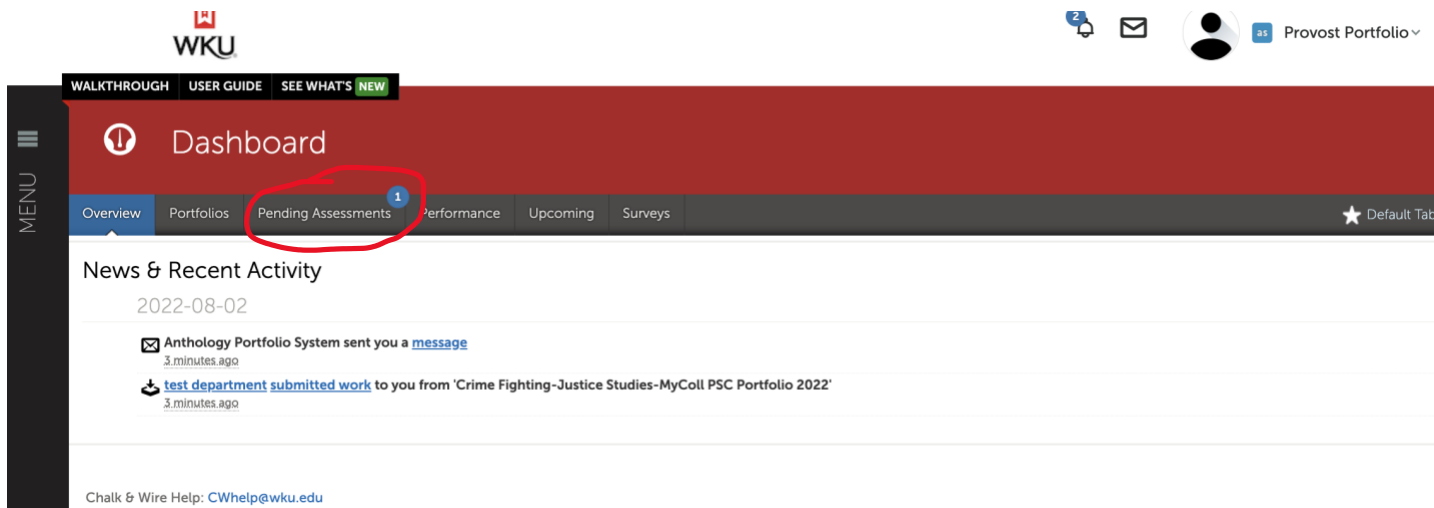 WKU
2
as Provost Portfolio
WALKTHROUGH USER GUIDE SEE WHAT'S NEW
MENU
Dashboard
Overview Portfolios Pending Assessments 1 Performance Upcoming Surveys Default Tab
News & Recent Activity
2022-08-02
Anthology Portfolio System sent you a message
3 minutes ago
test department submitted work to you from 'Crime Fighting-Justice Studies-MyColl PSC Portfolio 2022'
3 minutes ago
Chalk & Wire Help: CWhelp@wku.edu